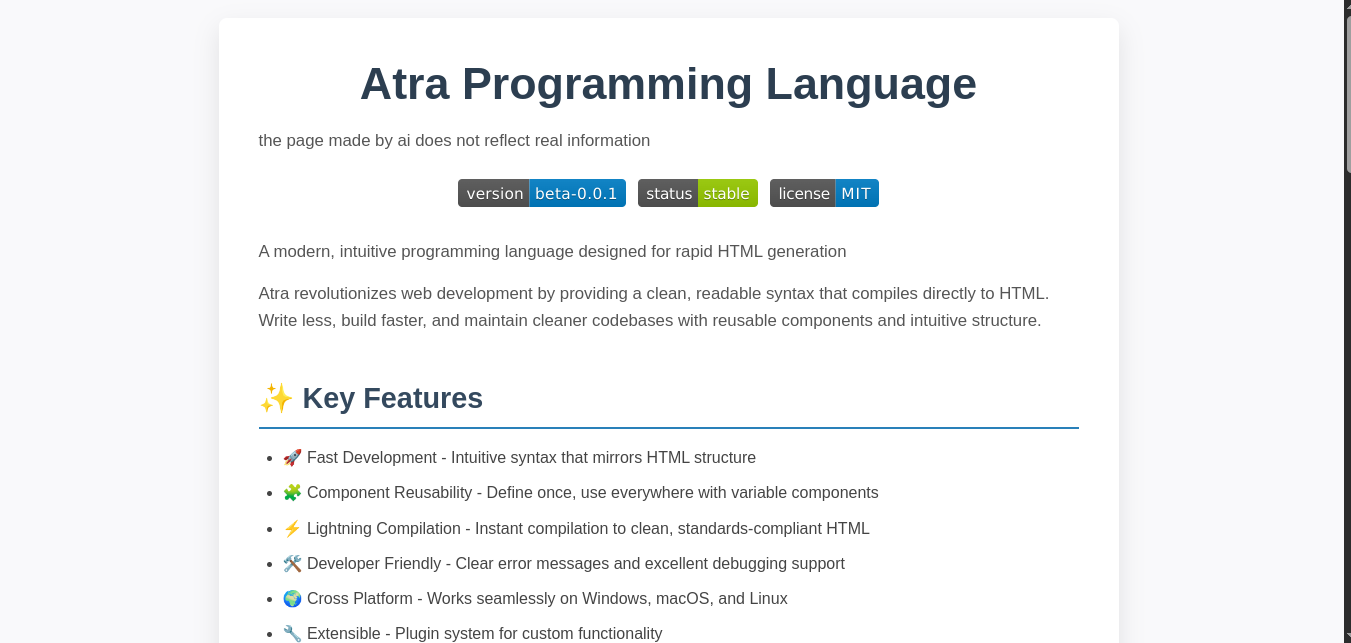 Atra Programming Language
the page made by ai does not reflect real information
version beta-0.0.1 status stable license MIT
A modern, intuitive programming language designed for rapid HTML generation
Atra revolutionizes web development by providing a clean, readable syntax that compiles directly to HTML.
Write less, build faster, and maintain cleaner codebases with reusable components and intuitive structure.
✨ Key Features
• 🚀 Fast Development - Intuitive syntax that mirrors HTML structure
• 🧩 Component Reusability - Define once, use everywhere with variable components
• ⚡ Lightning Compilation - Instant compilation to clean, standards-compliant HTML
• 🛠️ Developer Friendly - Clear error messages and excellent debugging support
• 🌍 Cross Platform - Works seamlessly on Windows, macOS, and Linux
• 🔧 Extensible - Plugin system for custom functionality